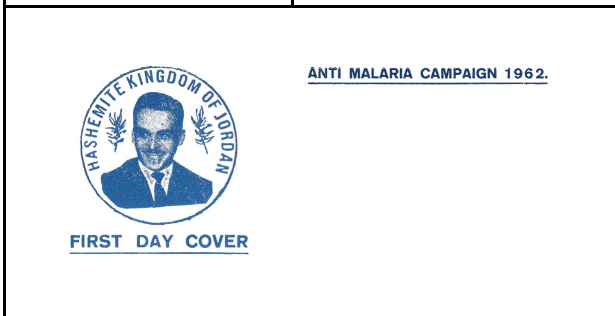 HASHEMITE KINGDOM OF JORDAN
FIRST DAY COVER
ANTI MALARIA CAMPAIGN 1962.